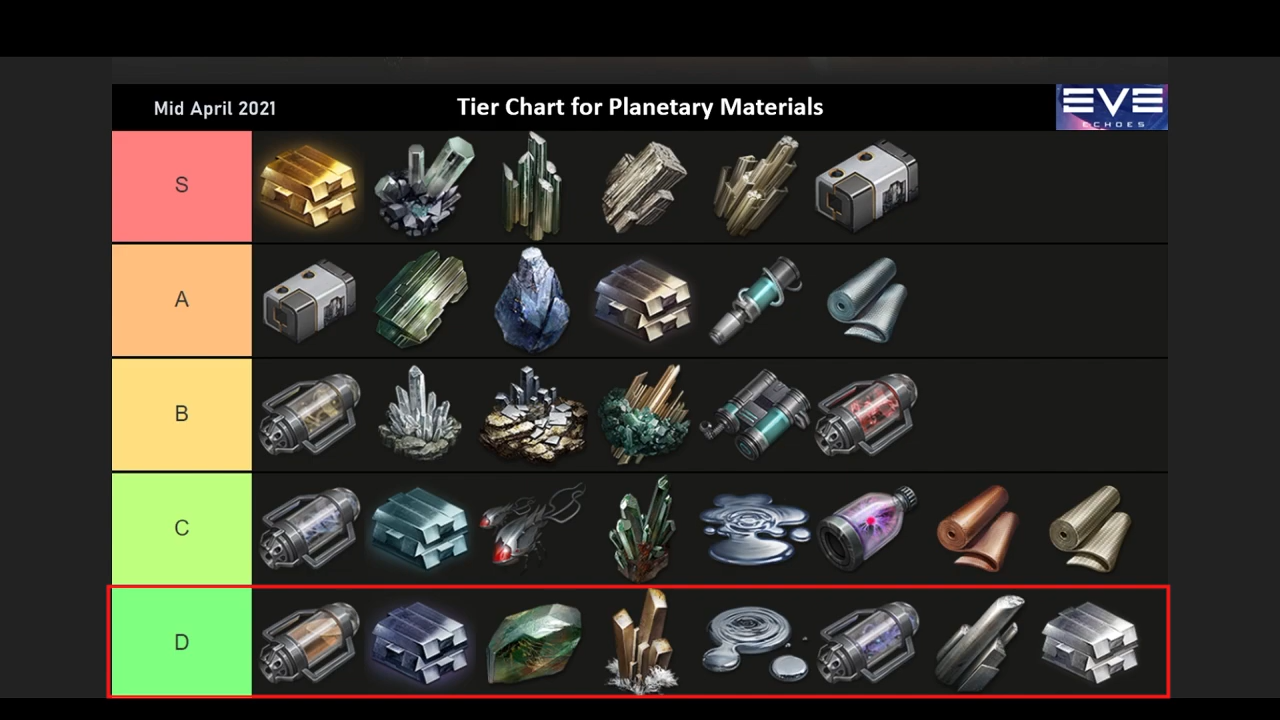 Mid April 2021
Tier Chart for Planetary Materials
EVE
ECHOES
S
A
B
C
D